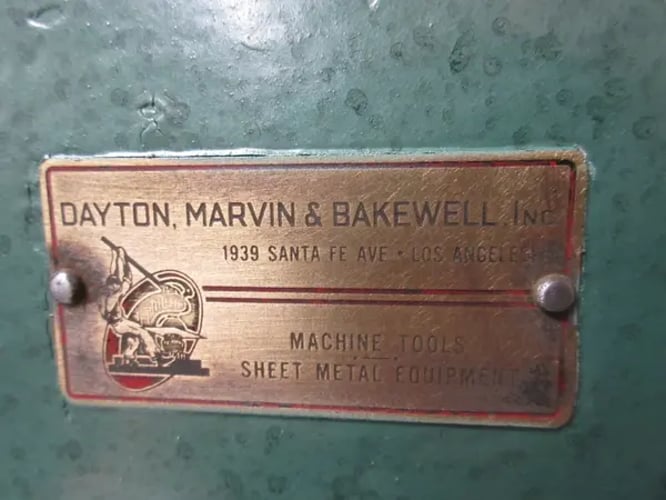 DAYTON, MARVIN & BAKEWELL, INC.
1939 SANTA FE AVE • LOS ANGELES
MACHINE TOOLS
SHEET METAL EQUIPMENT